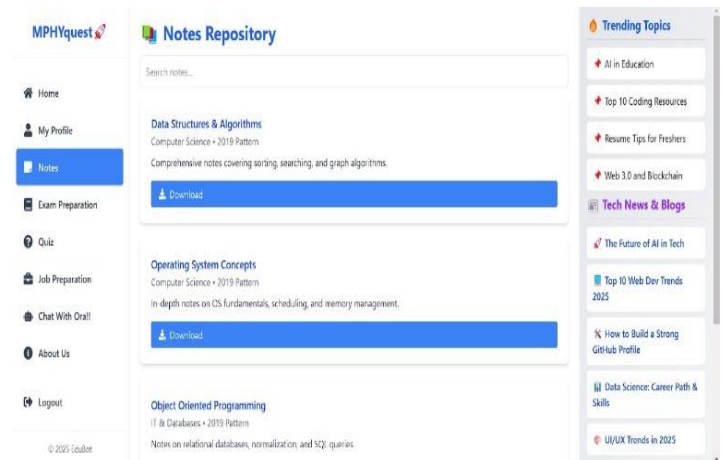 MPHYquest
Home
My Profile
Notes
Exam Preparation
Quiz
Job Preparation
Chat With Ora!!
About Us
Logout
© 2025 EduBot
Notes Repository
Search notes...
Data Structures & Algorithms
Computer Science • 2019 Pattern
Comprehensive notes covering sorting, searching, and graph algorithms.
Download
Operating System Concepts
Computer Science • 2019 Pattern
In-depth notes on OS fundamentals, scheduling, and memory management.
Download
Object Oriented Programming
IT & Databases • 2019 Pattern
Notes on relational databases, normalization, and SQL queries.
Trending Topics
AI in Education
Top 10 Coding Resources
Resume Tips for Freshers
Web 3.0 and Blockchain
Tech News & Blogs
The Future of AI in Tech
Top 10 Web Dev Trends
2025
How to Build a Strong
GitHub Profile
Data Science: Career Path &
Skills
UI/UX Trends in 2025